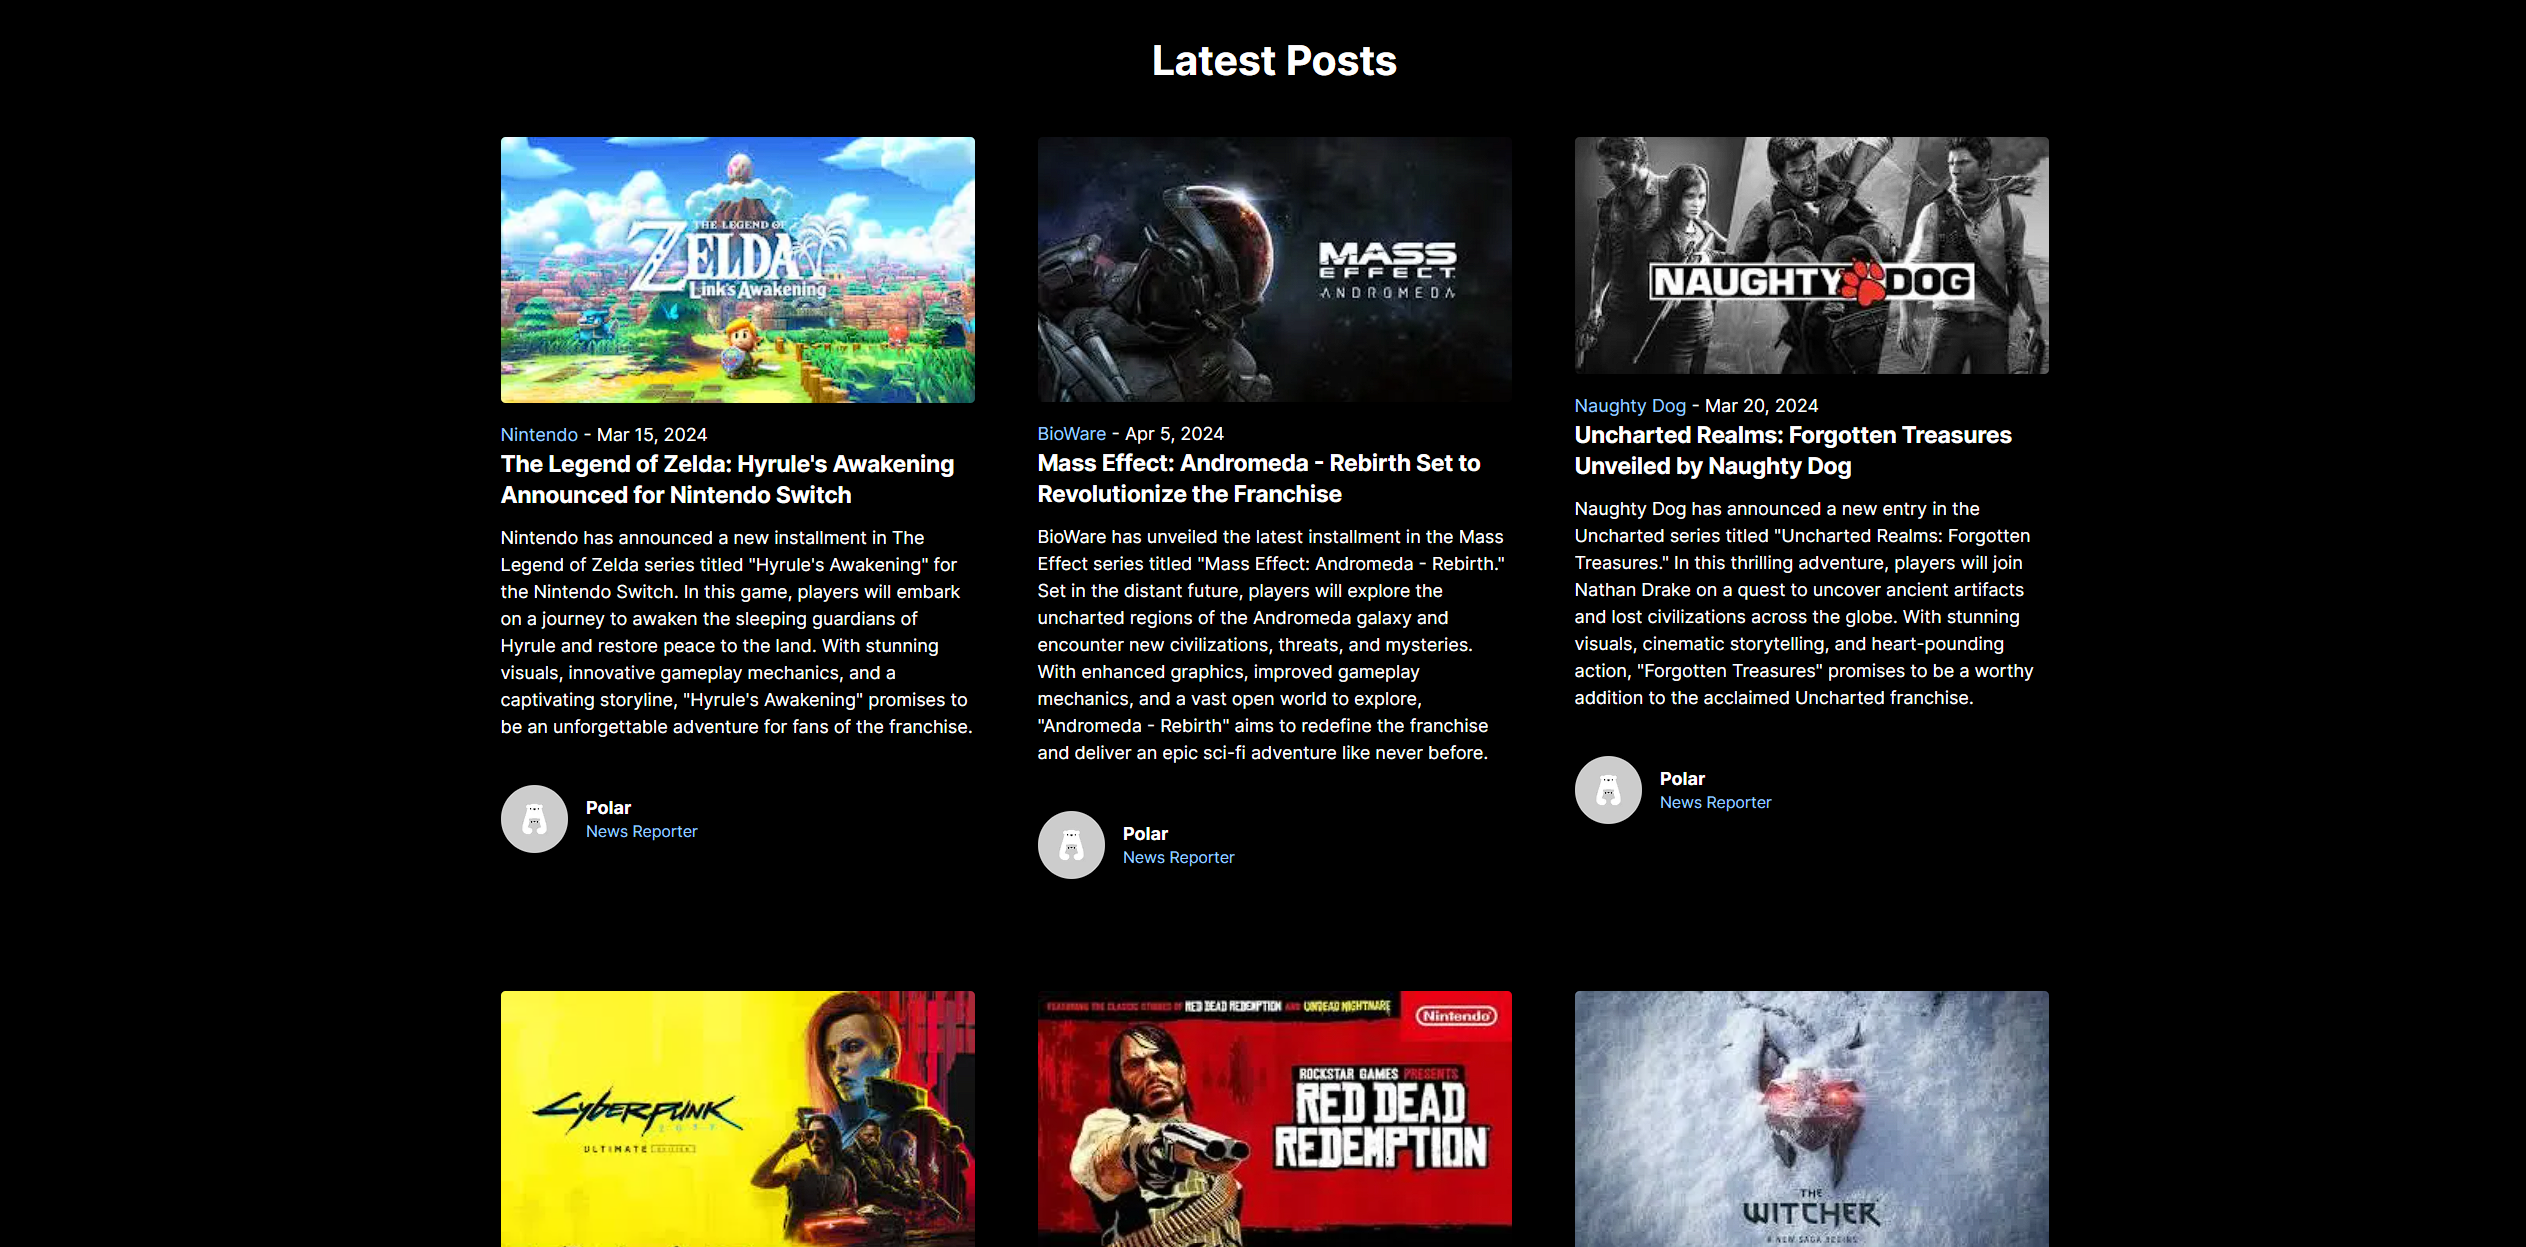 Latest Posts
THE LEGEND OF
ZELDA
Link's Awakening
Nintendo - Mar 15, 2024
The Legend of Zelda: Hyrule's Awakening
Announced for Nintendo Switch
Nintendo has announced a new installment in The
Legend of Zelda series titled "Hyrule's Awakening" for
the Nintendo Switch. In this game, players will embark
on a journey to awaken the sleeping guardians of
Hyrule and restore peace to the land. With stunning
visuals, innovative gameplay mechanics, and a
captivating storyline, "Hyrule's Awakening" promises to
be an unforgettable adventure for fans of the franchise.
Polar
News Reporter
MASS
EFFECT
ANDROMEDA
BioWare - Apr 5, 2024
Mass Effect: Andromeda - Rebirth Set to
Revolutionize the Franchise
BioWare has unveiled the latest installment in the Mass
Effect series titled "Mass Effect: Andromeda - Rebirth."
Set in the distant future, players will explore the
uncharted regions of the Andromeda galaxy and
encounter new civilizations, threats, and mysteries.
With enhanced graphics, improved gameplay
mechanics, and a vast open world to explore,
"Andromeda - Rebirth" aims to redefine the franchise
and deliver an epic sci-fi adventure like never before.
Polar
News Reporter
NAUGHTY DOG
Naughty Dog - Mar 20, 2024
Uncharted Realms: Forgotten Treasures
Unveiled by Naughty Dog
Naughty Dog has announced a new entry in the
Uncharted series titled "Uncharted Realms: Forgotten
Treasures." In this thrilling adventure, players will join
Nathan Drake on a quest to uncover ancient artifacts
and lost civilizations across the globe. With stunning
visuals, cinematic storytelling, and heart-pounding
action, "Forgotten Treasures" promises to be a worthy
addition to the acclaimed Uncharted franchise.
Polar
News Reporter
CYBERPUNK
2077
ULTIMATE EDITION
FEATURING THE CLASSIC STORIES OF RED DEAD REDEMPTION AND UNDEAD NIGHTMARE
Nintendo
ROCKSTAR GAMES PRESENTS
RED DEAD
REDEMPTION
THE
WITCHER
A NEW SAGA BEGINS